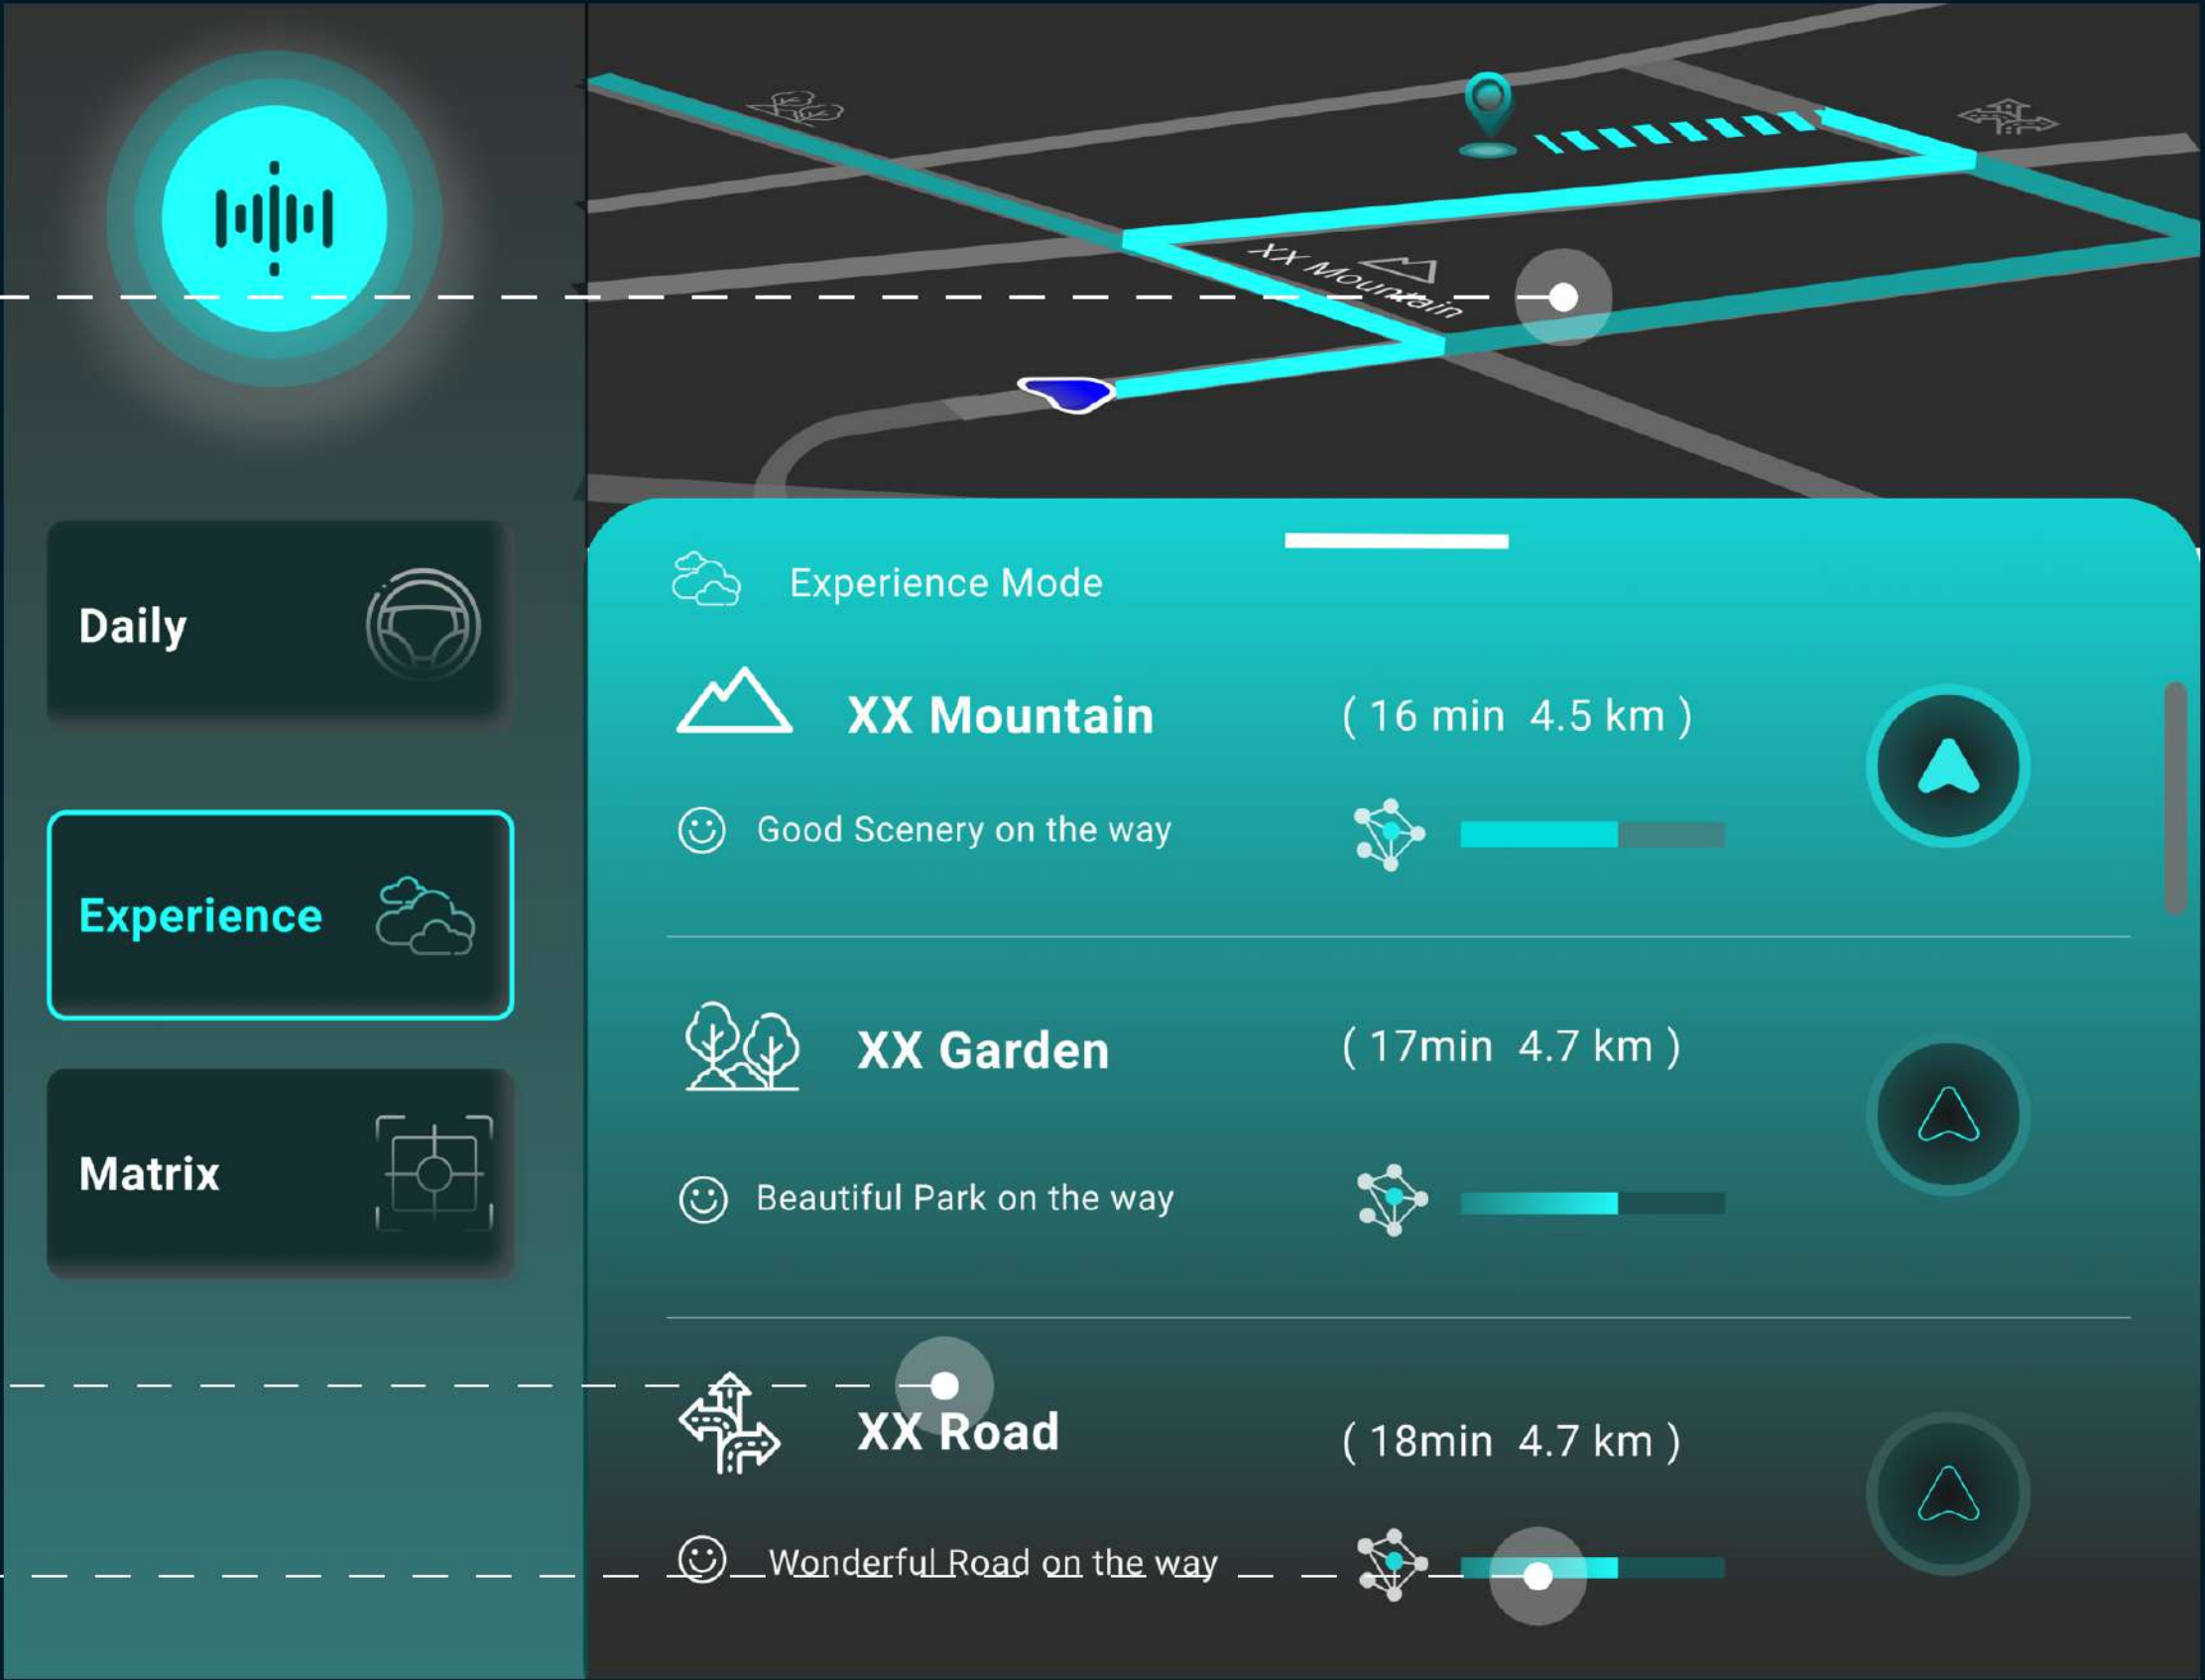 XX Mountain
Daily
Experience
Matrix
Experience Mode
XX Mountain ( 16 min 4.5 km )
Good Scenery on the way
XX Garden ( 17min 4.7 km )
Beautiful Park on the way
XX Road ( 18min 4.7 km )
Wonderful Road on the way